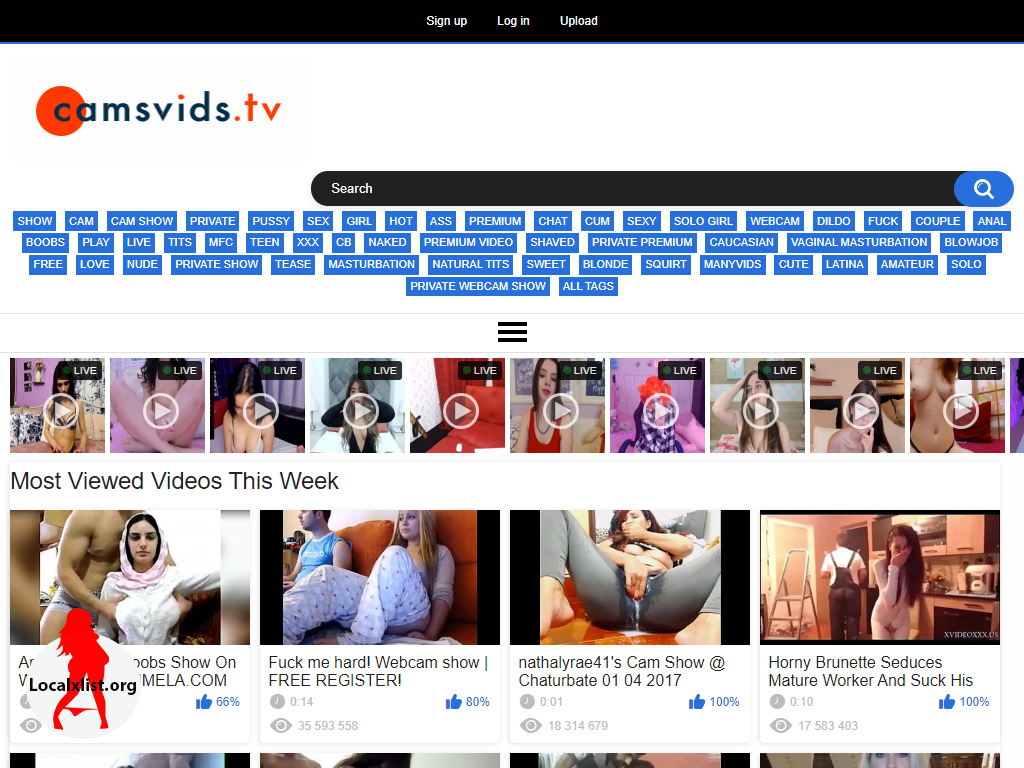 Sign up Log in Upload
camsvids.tv
Search
SHOW CAM CAM SHOW PRIVATE PUSSY SEX GIRL HOT ASS PREMIUM CHAT CUM SEXY SOLO GIRL WEBCAM DILDO FUCK COUPLE ANAL
BOOBS PLAY LIVE TITS MFC TEEN XXX CB NAKED PREMIUM VIDEO SHAVED PRIVATE PREMIUM CAUCASIAN VAGINAL MASTURBATION BLOWJOB
FREE LOVE NUDE PRIVATE SHOW TEASE MASTURBATION NATURAL TITS SWEET BLONDE SQUIRT MANYVIDS CUTE LATINA AMATEUR SOLO
PRIVATE WEBCAM SHOW ALL TAGS
LIVE LIVE LIVE LIVE LIVE LIVE LIVE LIVE LIVE LIVE
Most Viewed Videos This Week
XVIDEOXXX.US
Show On
Localxlist.org
66%
Fuck me hard! Webcam show |
FREE REGISTER!
0:14 80%
35 593 558
nathalyrae41's Cam Show @
Chaturbate 01 04 2017
0:01 100%
18 314 679
Horny Brunette Seduces
Mature Worker And Suck His
0:10 100%
17 583 403